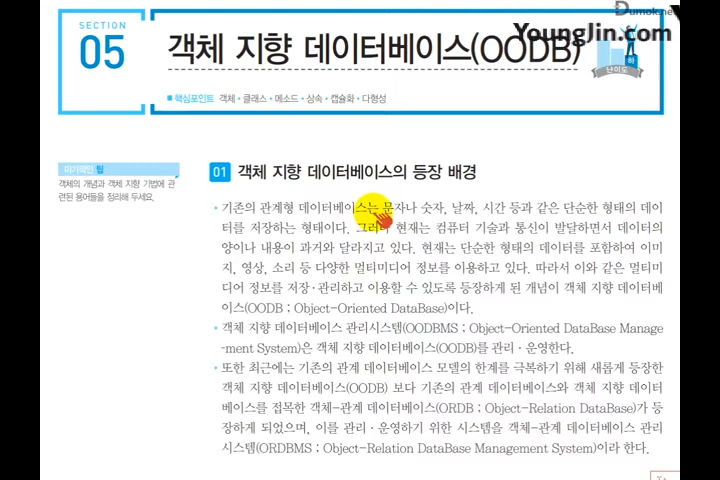 Dumok.net
YoungJin.com
SECTION
05
객체 지향 데이터베이스(OODB)
하
난이도
■ 핵심포인트 객체 • 클래스 • 메소드 • 상속 • 캡슐화 • 다형성
이기적인 팁
객체의 개념과 객체 지향 기법에 관
련된 용어들을 정리해 두세요.
01 객체 지향 데이터베이스의 등장 배경
• 기존의 관계형 데이터베이스는 문자나 숫자, 날짜, 시간 등과 같은 단순한 형태의 데이
터를 저장하는 형태이다. 그러나 현재는 컴퓨터 기술과 통신이 발달하면서 데이터의
양이나 내용이 과거와 달라지고 있다. 현재는 단순한 형태의 데이터를 포함하여 이미
지, 영상, 소리 등 다양한 멀티미디어 정보를 이용하고 있다. 따라서 이와 같은 멀티미
디어 정보를 저장·관리하고 이용할 수 있도록 등장하게 된 개념이 객체 지향 데이터베
이스(OODB ; Object-Oriented DataBase)이다.
• 객체 지향 데이터베이스 관리시스템(OODBMS ; Object-Oriented DataBase Manage
-ment System)은 객체 지향 데이터베이스(OODB)를 관리·운영한다.
• 또한 최근에는 기존의 관계 데이터베이스 모델의 한계를 극복하기 위해 새롭게 등장한
객체 지향 데이터베이스(OODB) 보다 기존의 관계 데이터베이스와 객체 지향 데이터
베이스를 접목한 객체-관계 데이터베이스(ORDB ; Object-Relation DataBase)가 등
장하게 되었으며, 이를 관리·운영하기 위한 시스템을 객체-관계 데이터베이스 관리
시스템(ORDBMS ; Object-Relation DataBase Management System)이라 한다.